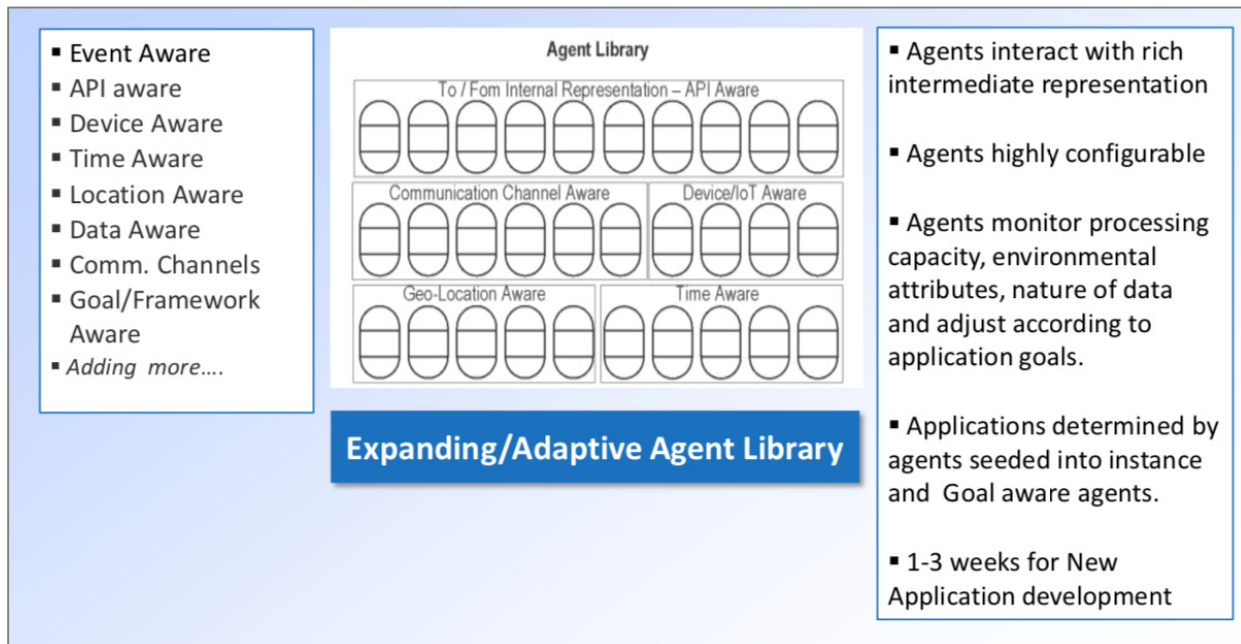 ▪ Event Aware
▪ API aware
▪ Device Aware
▪ Time Aware
▪ Location Aware
▪ Data Aware
▪ Comm. Channels
▪ Goal/Framework
Aware
▪ Adding more....
Agent Library
To / Fom Internal Representation – API Aware
Communication Channel Aware
Device/IoT Aware
Geo-Location Aware
Time Aware
Expanding/Adaptive Agent Library
▪ Agents interact with rich
intermediate representation
▪ Agents highly configurable
▪ Agents monitor processing
capacity, environmental
attributes, nature of data
and adjust according to
application goals.
▪ Applications determined by
agents seeded into instance
and Goal aware agents.
▪ 1-3 weeks for New
Application development